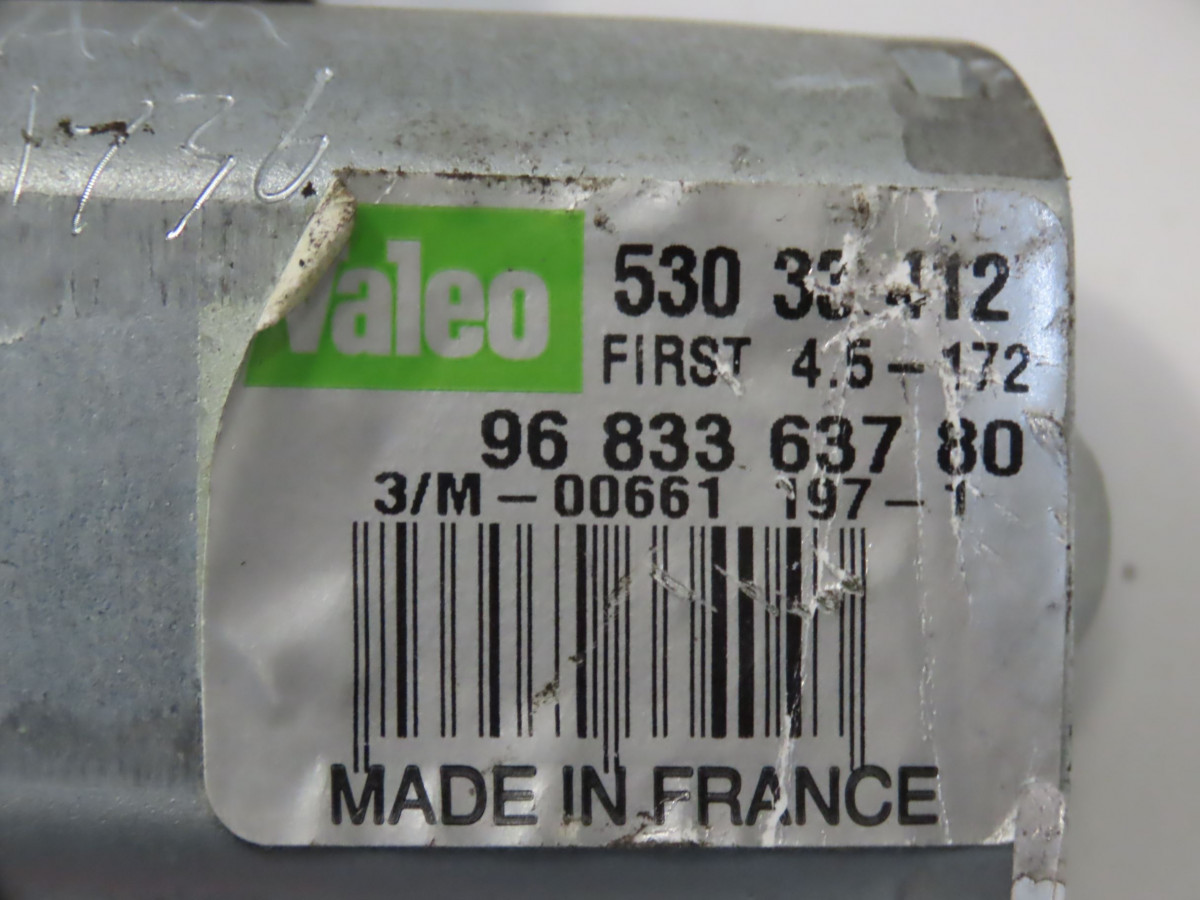 1736
Valeo
530 33 412
FIRST 4.5-172
96 833 637 80
3/M-00661 197-1
MADE IN FRANCE